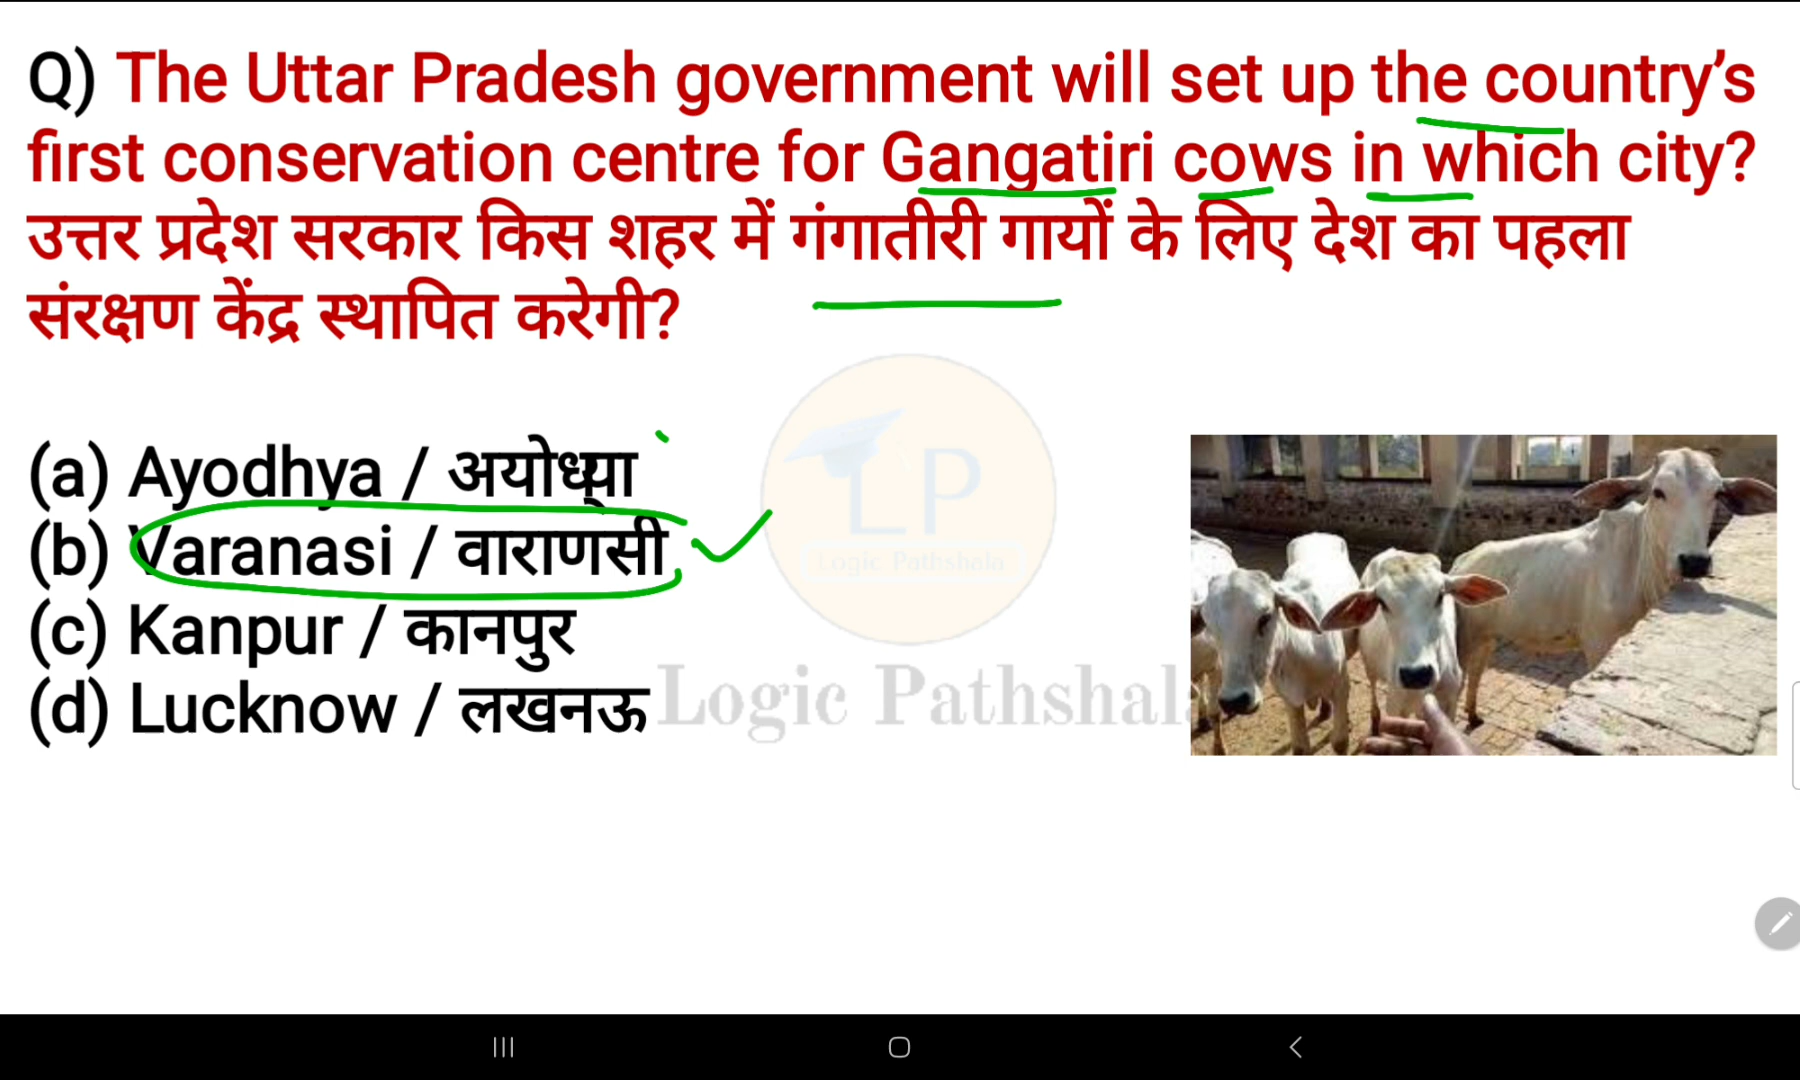 Q) The Uttar Pradesh government will set up the country's
first conservation centre for Gangatiri cows in which city?
उत्तर प्रदेश सरकार किस शहर में गंगातीरी गायों के लिए देश का पहला
संरक्षण केंद्र स्थापित करेगी?
(a) Ayodhya / अयोध्या
(b) Varanasi / वाराणसी
(c) Kanpur / कानपुर
(d) Lucknow / लखनऊ
LP
Logic Pathshala
Logic Pathshala